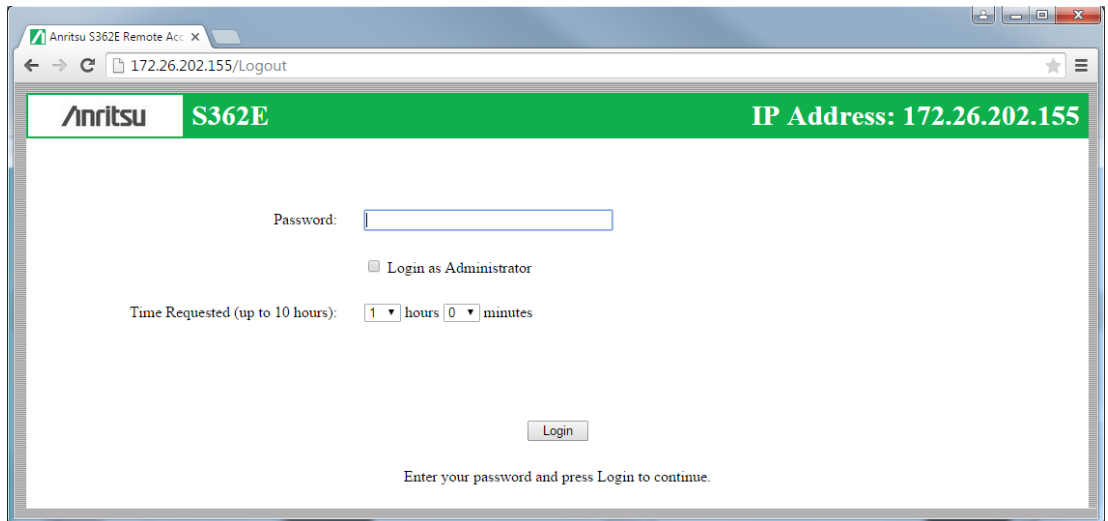 Anritsu S362E Remote Acc
172.26.202.155/Logout
Anritsu S362E IP Address: 172.26.202.155
Password:
Login as Administrator
Time Requested (up to 10 hours): 1 hours 0 minutes
Login
Enter your password and press Login to continue.